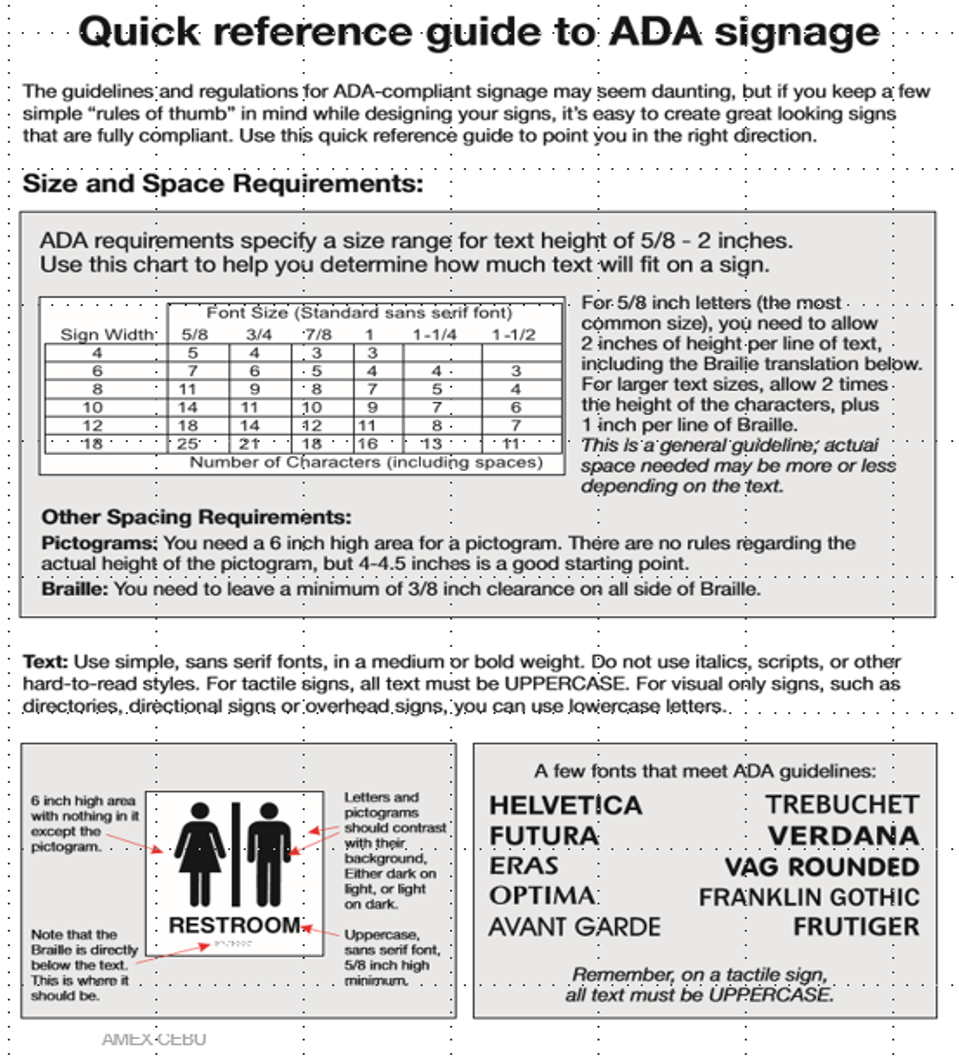 Quick reference guide to ADA signage
The guidelines and regulations for ADA-compliant signage may seem daunting, but if you keep a few
simple “rules of thumb” in mind while designing your signs, it’s easy to create great looking signs
that are fully compliant. Use this quick reference guide to point you in the right direction.
Size and Space Requirements:
ADA requirements specify a size range for text height of 5/8 - 2 inches.
Use this chart to help you determine how much text will fit on a sign.
Font Size (Standard sans serif font)
Sign Width 5/8 3/4 7/8 1 1-1/4 1-1/2
4 5 4 3 3
6 7 6 5 4 4 3
8 11 9 8 7 5 4
10 14 11 10 9 7 6
12 18 14 12 11 8 7
18 25 21 18 16 13 11
Number of Characters (including spaces)
For 5/8 inch letters (the most
common size), you need to allow
2 inches of height per line of text,
including the Braille translation below.
For larger text sizes, allow 2 times
the height of the characters, plus
1 inch per line of Braille.
This is a general guideline; actual
space needed may be more or less
depending on the text.
Other Spacing Requirements:
Pictograms: You need a 6 inch high area for a pictogram. There are no rules regarding the
actual height of the pictogram, but 4-4.5 inches is a good starting point.
Braille: You need to leave a minimum of 3/8 inch clearance on all side of Braille.
Text: Use simple, sans serif fonts, in a medium or bold weight. Do not use italics, scripts, or other
hard-to-read styles. For tactile signs, all text must be UPPERCASE. For visual only signs, such as
directories, directional signs or overhead signs, you can use lowercase letters.
6 inch high area
with nothing in it
except the
pictogram.
Note that the
Braille is directly
below the text.
This is where it
should be.
RESTROOM
Letters and
pictograms
should contrast
with their
background,
Either dark on
light, or light
on dark.
Uppercase,
sans serif font,
5/8 inch high
minimum.
A few fonts that meet ADA guidelines:
HELVETICA
FUTURA
ERAS
OPTIMA
AVANT GARDE
TREBUCHET
VERDANA
VAG ROUNDED
FRANKLIN GOTHIC
FRUTIGER
Remember, on a tactile sign,
all text must be UPPERCASE.
AMEX CEBU